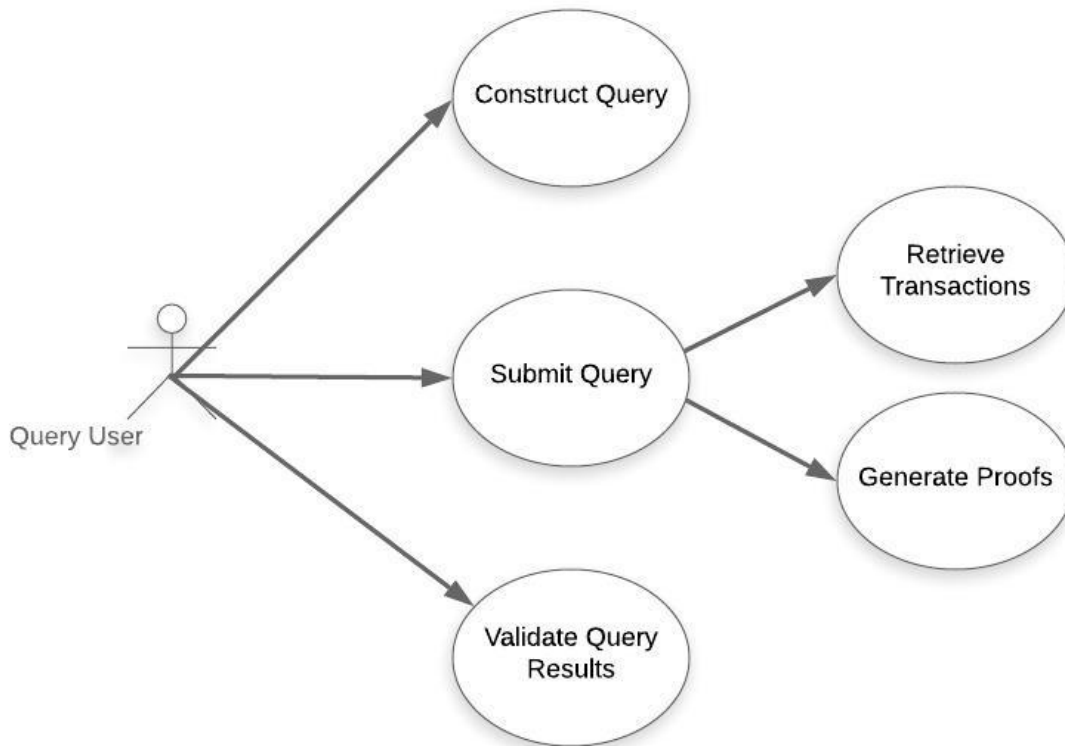 Construct Query
Retrieve
Transactions
Submit Query
Query User
Generate Proofs
Validate Query
Results